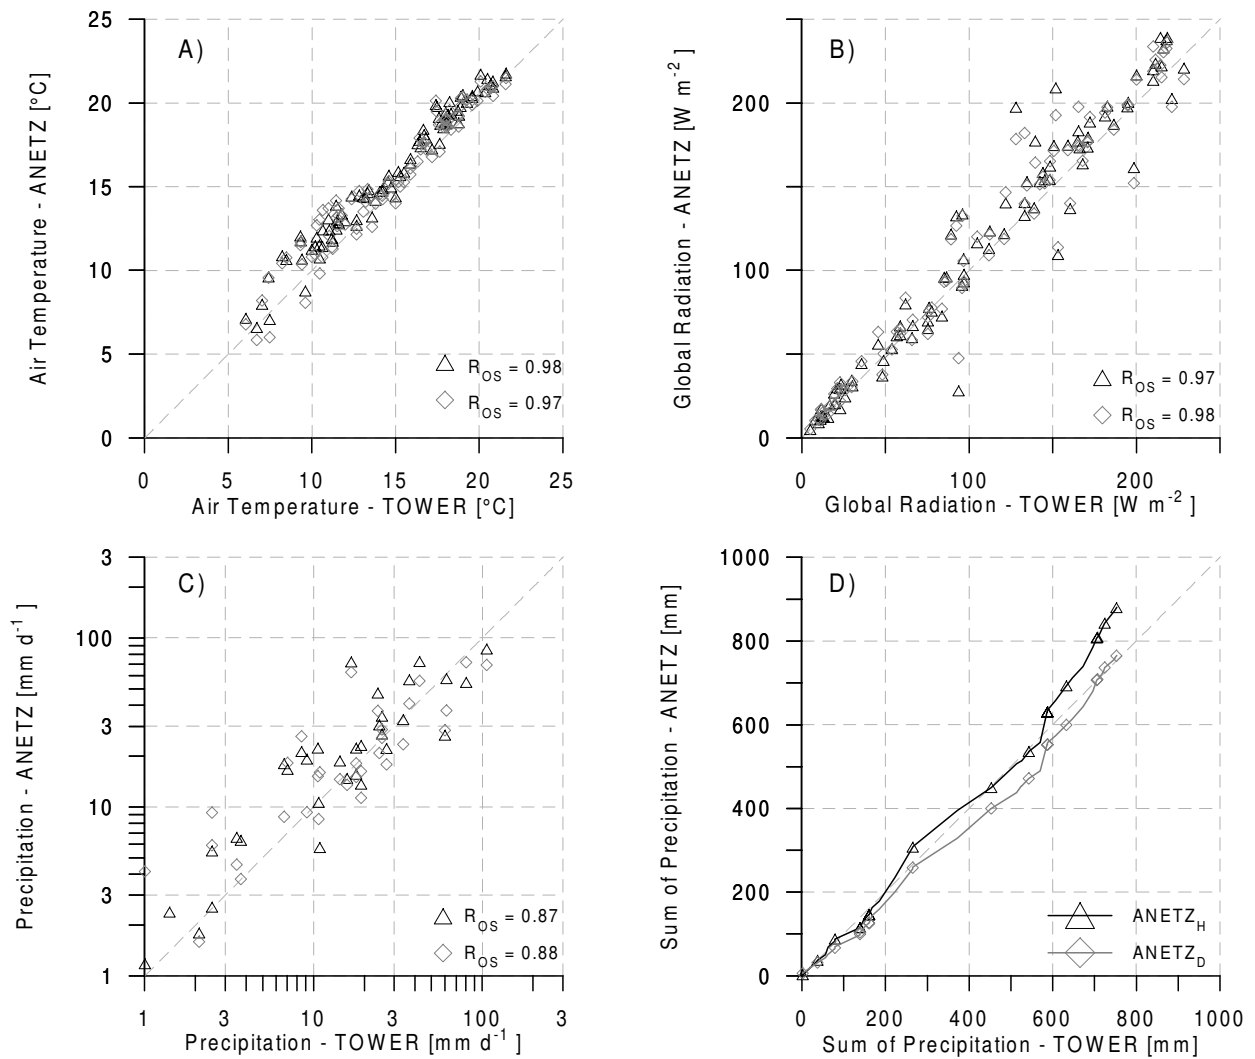 A)
Air Temperature - ANETZ [°C]
25
20
15
10
5
0
0 5 10 15 20 25
Air Temperature - TOWER [°C]
R_OS = 0.98
R_OS = 0.97
B)
Global Radiation - ANETZ [W m⁻²]
200
100
0
0 100 200
Global Radiation - TOWER [W m⁻²]
R_OS = 0.97
R_OS = 0.98
C)
Precipitation - ANETZ [mm d⁻¹]
3
100
3
10
3
1
1 3 10 3 100 3
Precipitation - TOWER [mm d⁻¹]
R_OS = 0.87
R_OS = 0.88
D)
Sum of Precipitation - ANETZ [mm]
1000
800
600
400
200
0
0 200 400 600 800 1000
Sum of Precipitation - TOWER [mm]
ANETZ_H
ANETZ_D